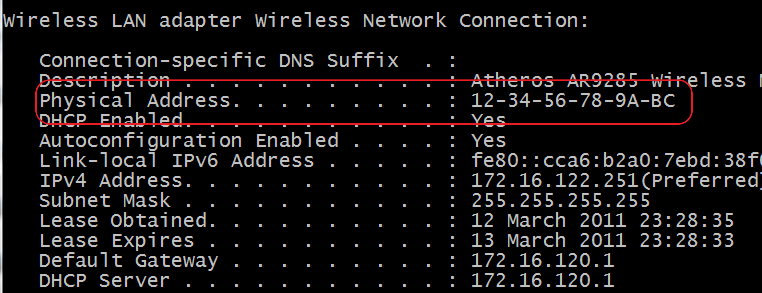 Wireless LAN adapter Wireless Network Connection:
Connection-specific DNS Suffix . :
Description . . . . . . . . . . . : Atheros AR9285 Wireless
Physical Address. . . . . . . . . : 12-34-56-78-9A-BC
DHCP Enabled. . . . . . . . . . . : Yes
Autoconfiguration Enabled . . . . : Yes
Link-local IPv6 Address . . . . . : fe80::cca6:b2a0:7ebd:38f
IPv4 Address. . . . . . . . . . . : 172.16.122.251(Preferred
Subnet Mask . . . . . . . . . . . : 255.255.255.255
Lease Obtained. . . . . . . . . . : 12 March 2011 23:28:35
Lease Expires . . . . . . . . . . : 13 March 2011 23:28:33
Default Gateway . . . . . . . . . : 172.16.120.1
DHCP Server . . . . . . . . . . . : 172.16.120.1